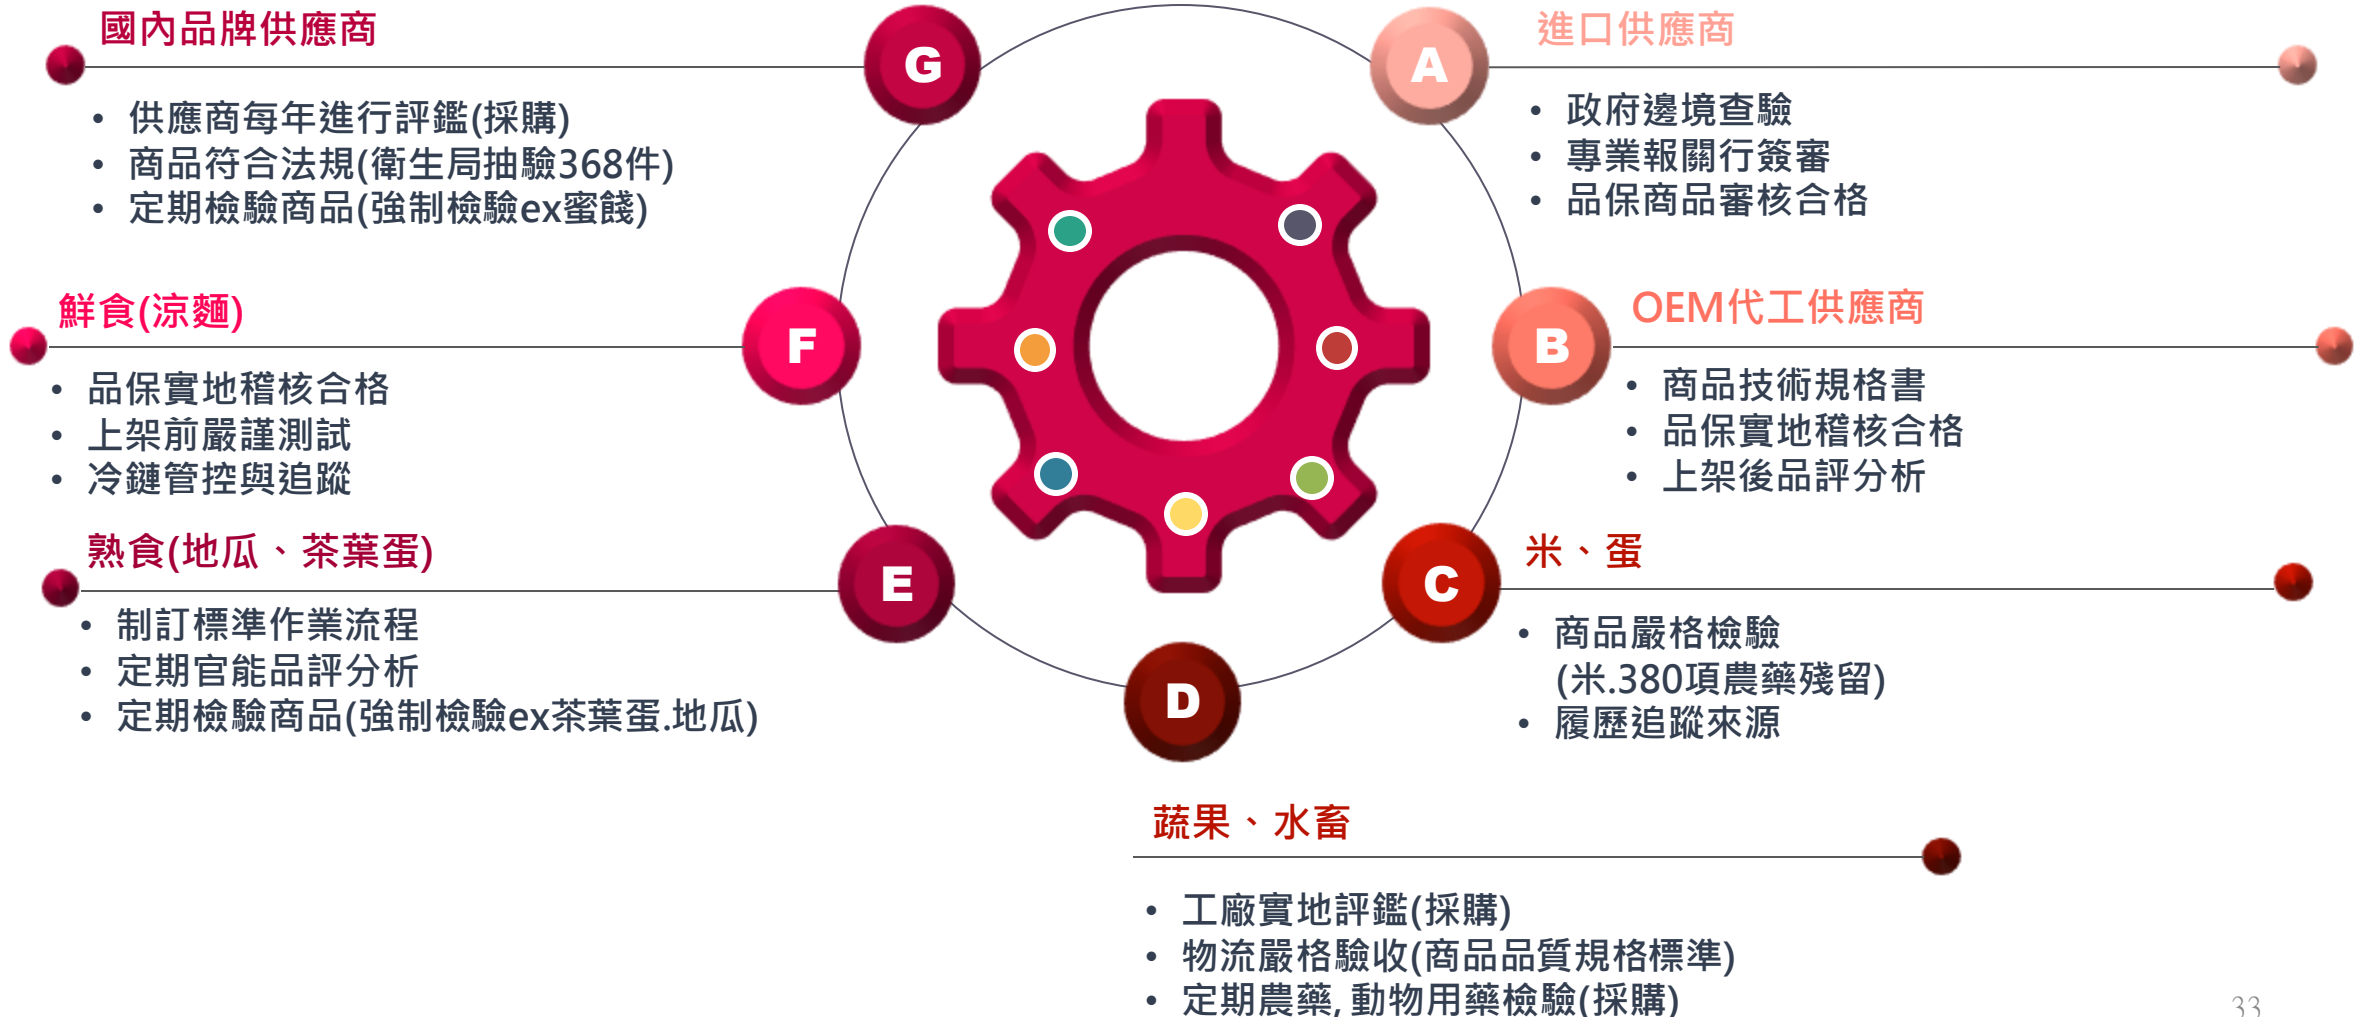 G
國內品牌供應商
• 供應商每年進行評鑑(採購)
• 商品符合法規(衛生局抽驗368件)
• 定期檢驗商品(強制檢驗ex蜜餞)
A
進口供應商
• 政府邊境查驗
• 專業報關行簽審
• 品保商品審核合格
F
鮮食(涼麵)
• 品保實地稽核合格
• 上架前嚴謹測試
• 冷鏈管控與追蹤
B
OEM代工供應商
• 商品技術規格書
• 品保實地稽核合格
• 上架後品評分析
E
熟食(地瓜、茶葉蛋)
• 制訂標準作業流程
• 定期官能品評分析
• 定期檢驗商品(強制檢驗ex茶葉蛋.地瓜)
C
米、蛋
• 商品嚴格檢驗
(米.380項農藥殘留)
• 履歷追蹤來源
D
蔬果、水畜
• 工廠實地評鑑(採購)
• 物流嚴格驗收(商品品質規格標準)
• 定期農藥, 動物用藥檢驗(採購)
33